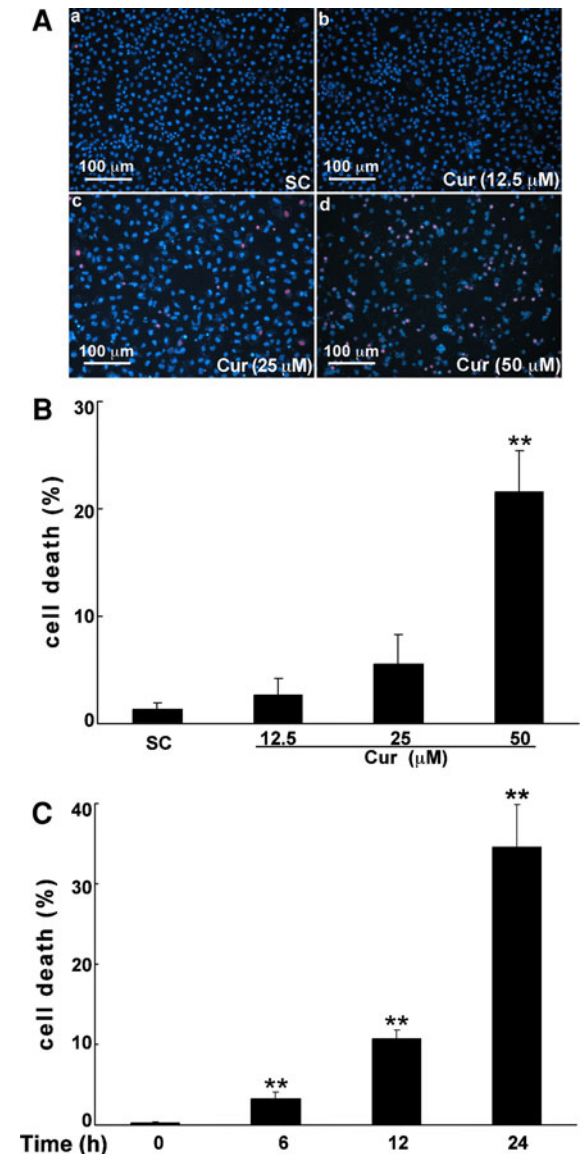 A
a
b
100 μm
SC
100 μm
Cur (12.5 μM)
c
d
100 μm
Cur (25 μM)
100 μm
Cur (50 μM)
B
30
20
10
0
cell death (%)
**
SC
12.5
25
50
Cur (μM)
C
40
30
20
10
0
cell death (%)
**
**
**
Time (h)
0
6
12
24